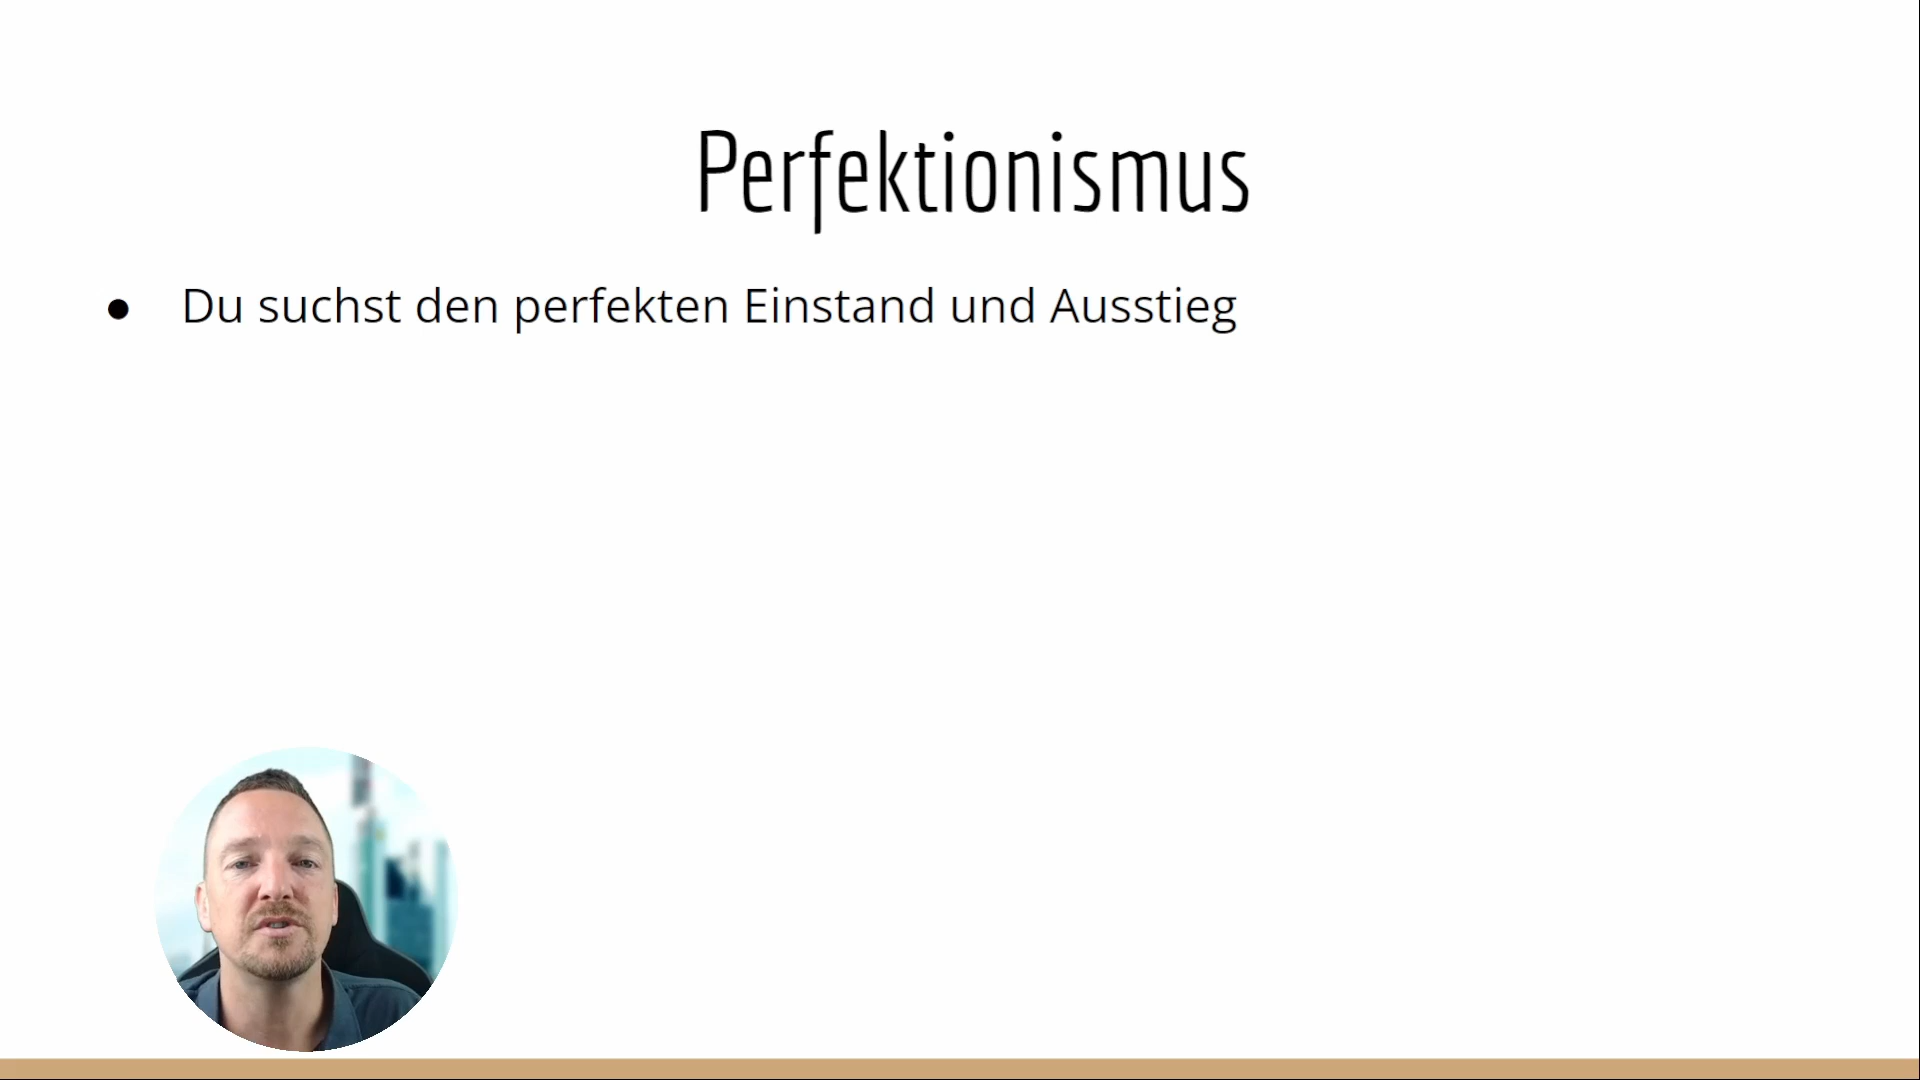 Perfektionismus
● Du suchst den perfekten Einstand und Ausstieg